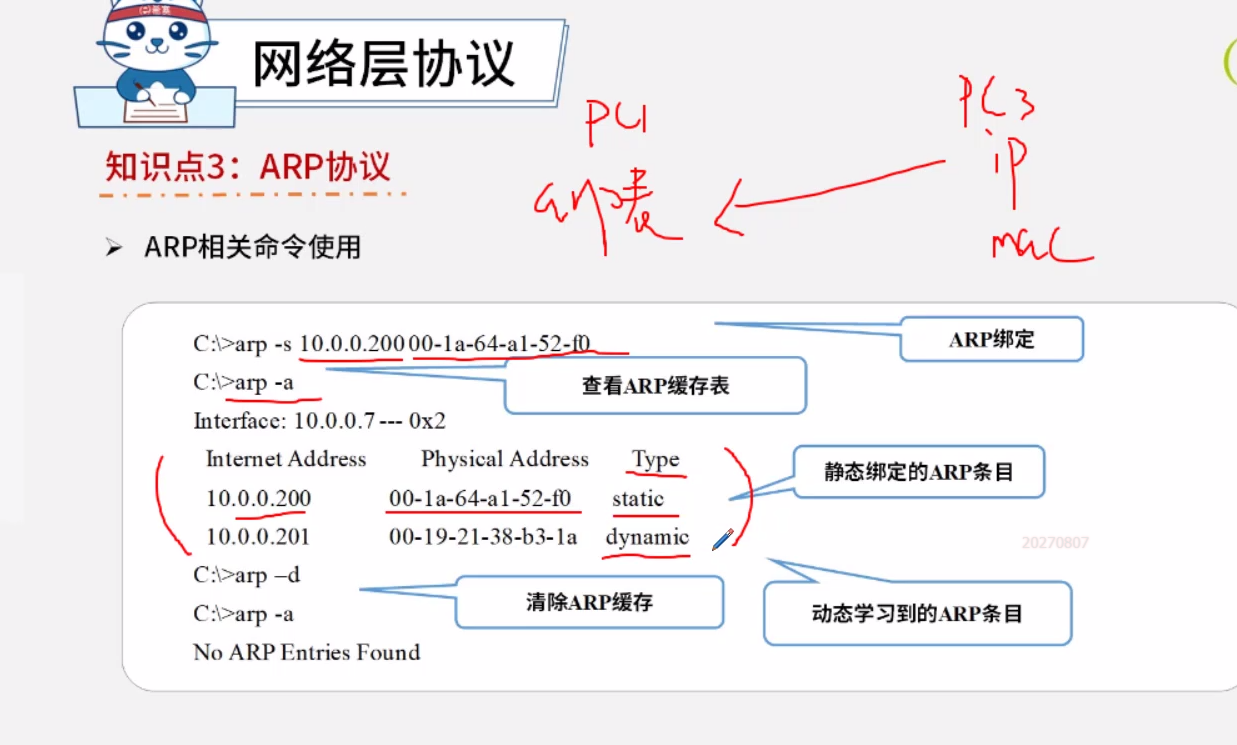 网络层协议
PC1
PC3
知识点3：ARP协议
ip
arp表
mac
➢ ARP相关命令使用
C:\>arp -s 10.0.0.200 00-1a-64-a1-52-f0
ARP绑定
C:\>arp -a
查看ARP缓存表
Interface: 10.0.0.7 --- 0x2
Internet Address Physical Address Type
静态绑定的ARP条目
10.0.0.200 00-1a-64-a1-52-f0 static
10.0.0.201 00-19-21-38-b3-1a dynamic
20270807
C:\>arp –d
清除ARP缓存
动态学习到的ARP条目
C:\>arp -a
No ARP Entries Found